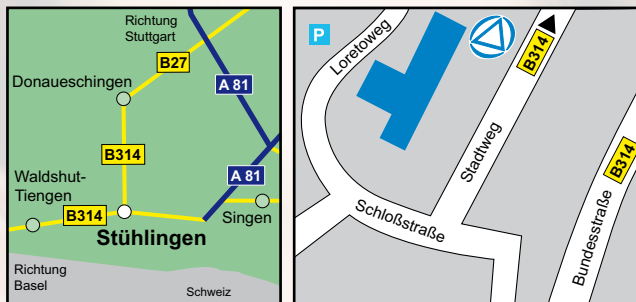 Richtung
Stuttgart
B27
Donaueschingen
A 81
B314
Waldshut-
Tiengen
A 81
B314
Singen
Stühlingen
Richtung
Basel
Schweiz
P
Loretoweg
B314
Stadtweg
B314
Schloßstraße
Bundesstraße